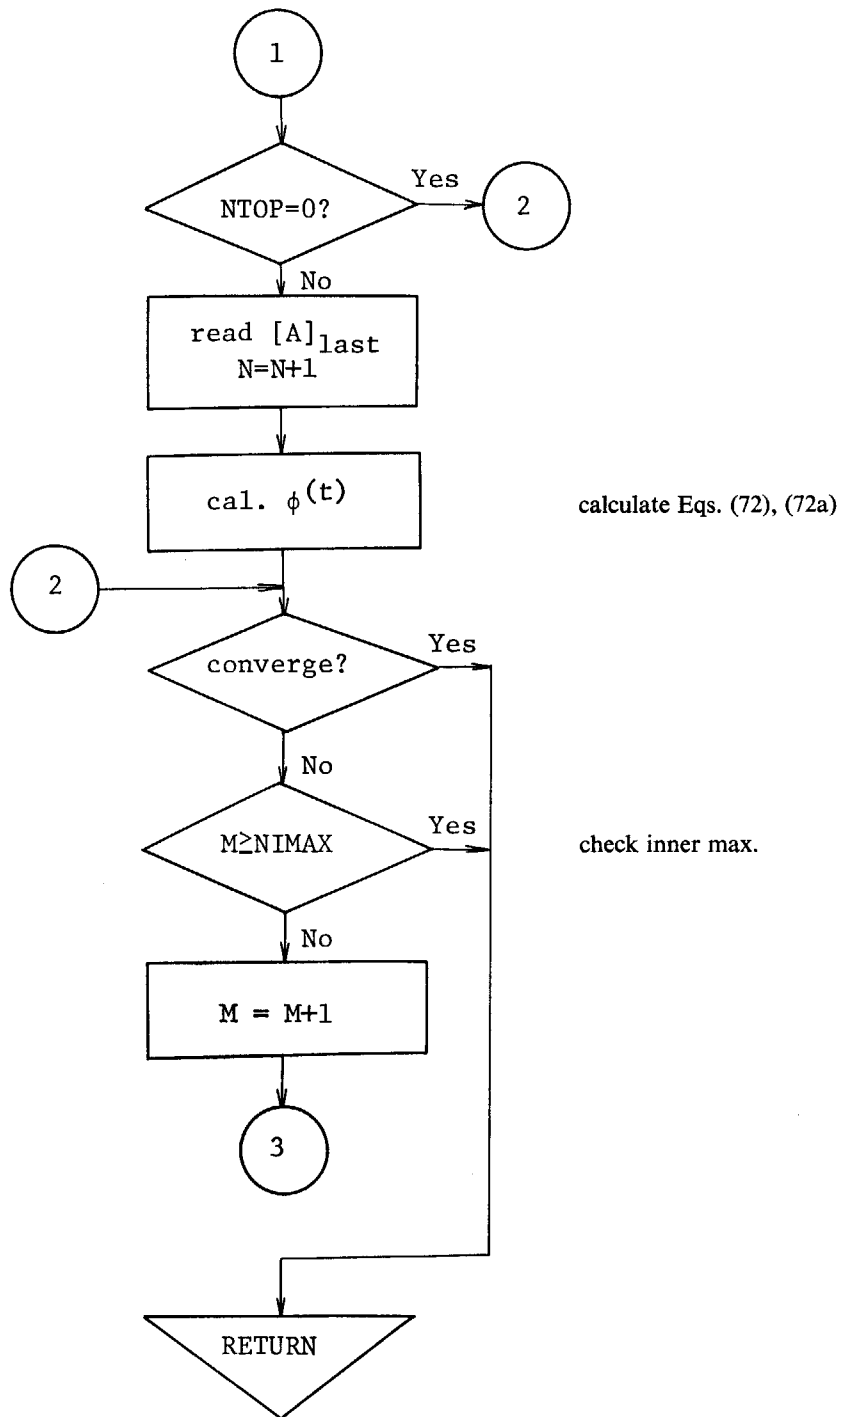 1
NTOP=0?
Yes
2
No
read [A]last
N=N+1
cal. ϕ(t)
calculate Eqs. (72), (72a)
2
converge?
Yes
No
M≥NIMAX
Yes
check inner max.
No
M = M+1
3
RETURN